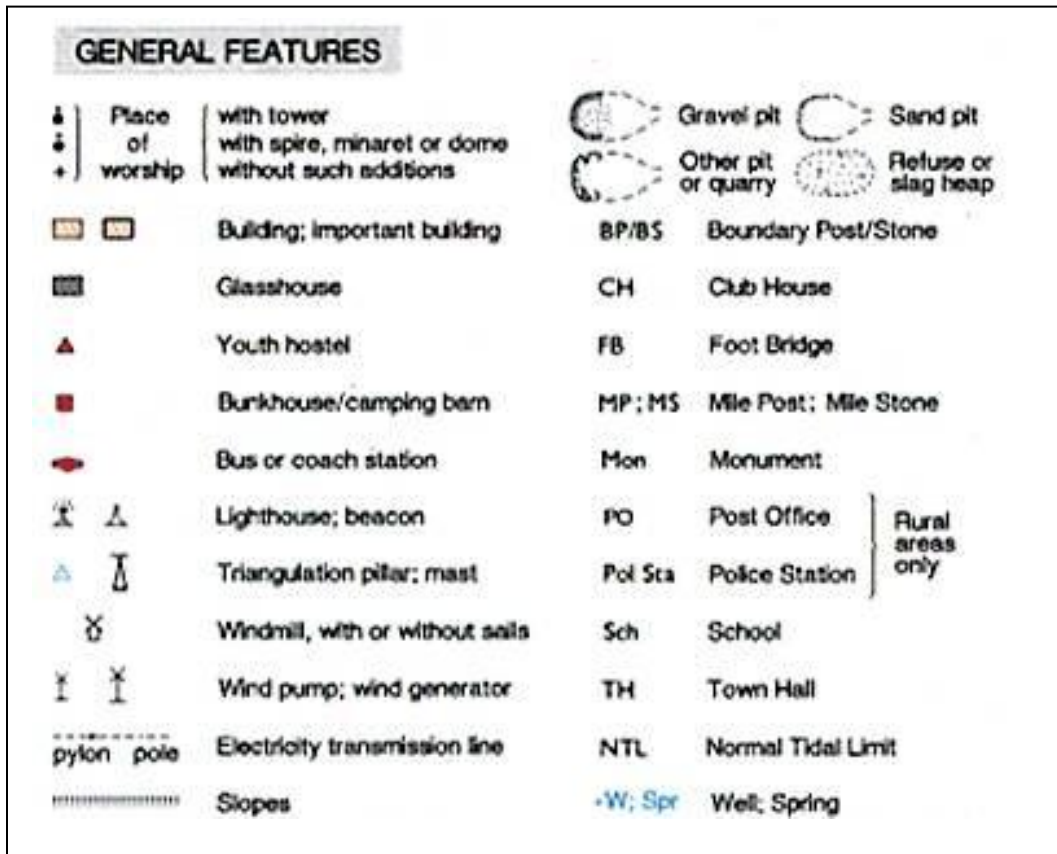 GENERAL FEATURES
Place
of
worship
with tower
with spire, minaret or dome
without such additions
Building; important building
Glasshouse
Youth hostel
Bunkhouse/camping barn
Bus or coach station
Lighthouse; beacon
Triangulation pillar; mast
Windmill, with or without sails
Wind pump; wind generator
pylon pole Electricity transmission line
Slopes
Gravel pit Sand pit
Other pit
or quarry
Refuse or
slag heap
BP/BS Boundary Post/Stone
CH Club House
FB Foot Bridge
MP; MS Mile Post; Mile Stone
Mon Monument
PO Post Office
Pol Sta Police Station
Rural
areas
only
Sch School
TH Town Hall
NTL Normal Tidal Limit
W; Spr Well; Spring